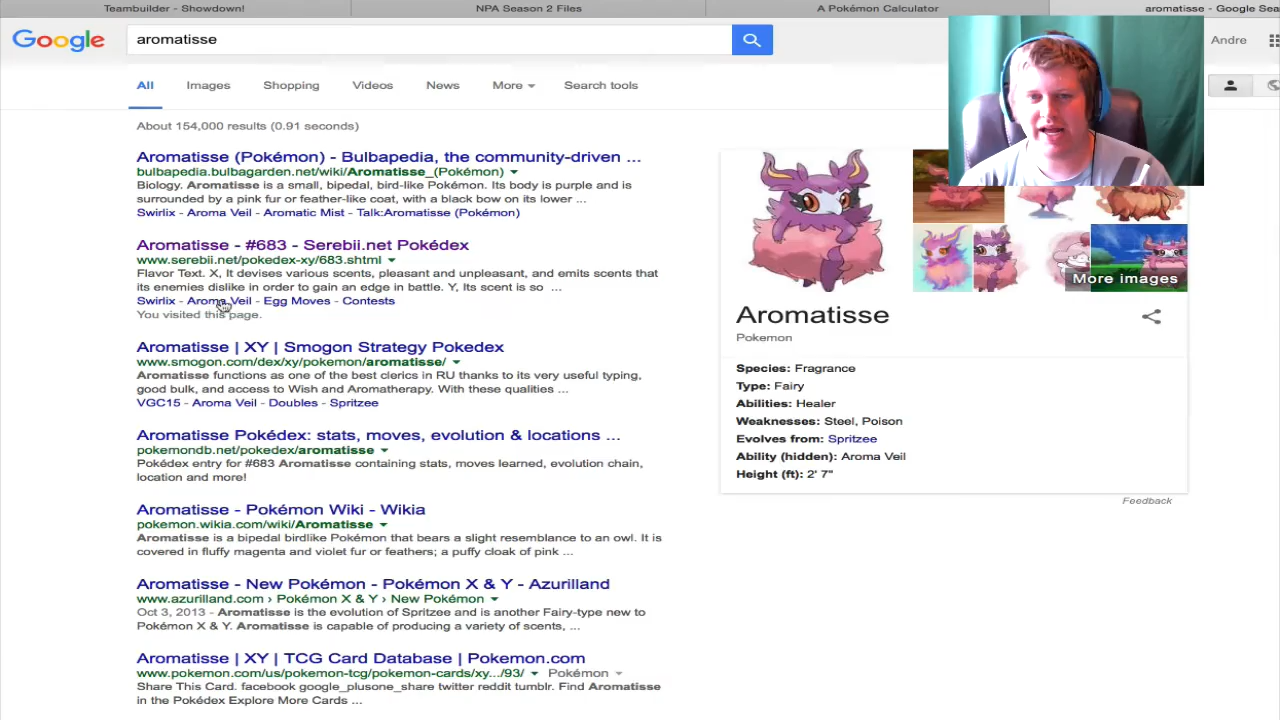 Teambuilder - Showdown!
NPA Season 2 Files
A Pokémon Calculator
aromatisse - Google Sea
Google
aromatisse
Andre
All
Images
Shopping
Videos
News
More
Search tools
About 154,000 results (0.91 seconds)
Aromatisse (Pokémon) - Bulbapedia, the community-driven ...
bulbapedia.bulbagarden.net/wiki/Aromatisse_(Pokémon)
Biology. Aromatisse is a small, bipedal, bird-like Pokémon. Its body is purple and is
surrounded by a pink fur or feather-like coat, with a black bow on its lower ...
Swirlix - Aroma Veil - Aromatic Mist - Talk:Aromatisse (Pokémon)
Aromatisse - #683 - Serebii.net Pokédex
www.serebii.net/pokedex-xy/683.shtml
Flavor Text. X, It devises various scents, pleasant and unpleasant, and emits scents that
its enemies dislike in order to gain an edge in battle. Y, Its scent is so ...
Swirlix - Aroma Veil - Egg Moves - Contests
You visited this page.
Aromatisse | XY | Smogon Strategy Pokedex
www.smogon.com/dex/xy/pokemon/aromatisse/
Aromatisse functions as one of the best clerics in RU thanks to its very useful typing,
good bulk, and access to Wish and Aromatherapy. With these qualities ...
VGC15 - Aroma Veil - Doubles - Spritzee
Aromatisse Pokédex: stats, moves, evolution & locations ...
pokemondb.net/pokedex/aromatisse
Pokédex entry for #683 Aromatisse containing stats, moves learned, evolution chain,
location and more!
Aromatisse - Pokémon Wiki - Wikia
pokemon.wikia.com/wiki/Aromatisse
Aromatisse is a bipedal birdlike Pokémon that bears a slight resemblance to an owl. It is
covered in fluffy magenta and violet fur or feathers; a puffy cloak of pink ...
Aromatisse - New Pokémon - Pokémon X & Y - Azurilland
www.azurilland.com › Pokémon X & Y › New Pokémon
Oct 3, 2013 - Aromatisse is the evolution of Spritzee and is another Fairy-type new to
Pokémon X & Y. Aromatisse is capable of producing a variety of scents, ...
Aromatisse | XY | TCG Card Database | Pokemon.com
www.pokemon.com/us/pokemon-tcg/pokemon-cards/xy.../93/ Pokémon
Share This Card. facebook google_plusone_share twitter reddit tumblr. Find Aromatisse
in the Pokédex Explore More Cards ...
More images
Aromatisse
Pokemon
Species: Fragrance
Type: Fairy
Abilities: Healer
Weaknesses: Steel, Poison
Evolves from: Spritzee
Ability (hidden): Aroma Veil
Height (ft): 2' 7"
Feedback